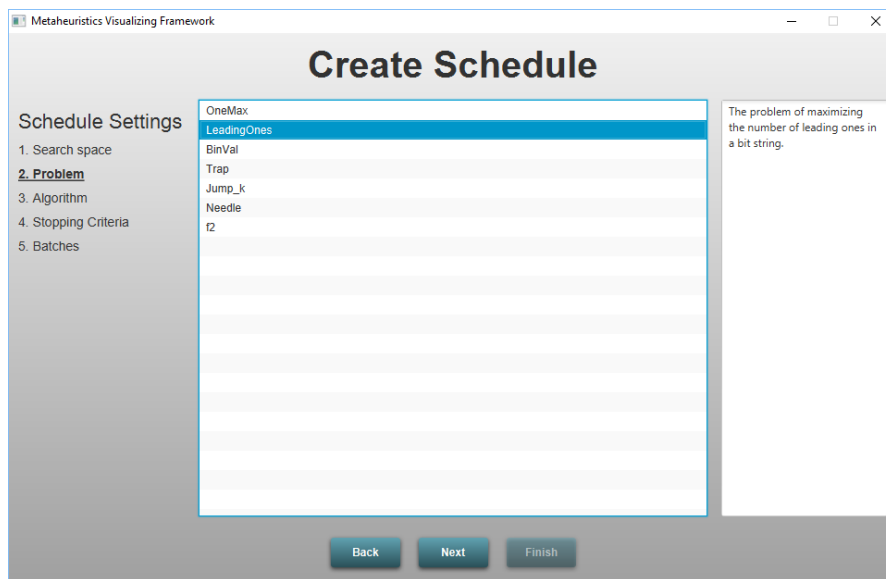 Metaheuristics Visualizing Framework
Create Schedule
Schedule Settings
1. Search space
2. Problem
3. Algorithm
4. Stopping Criteria
5. Batches
OneMax
LeadingOnes
BinVal
Trap
Jump_k
Needle
f2
The problem of maximizing
the number of leading ones in
a bit string.
Back
Next
Finish